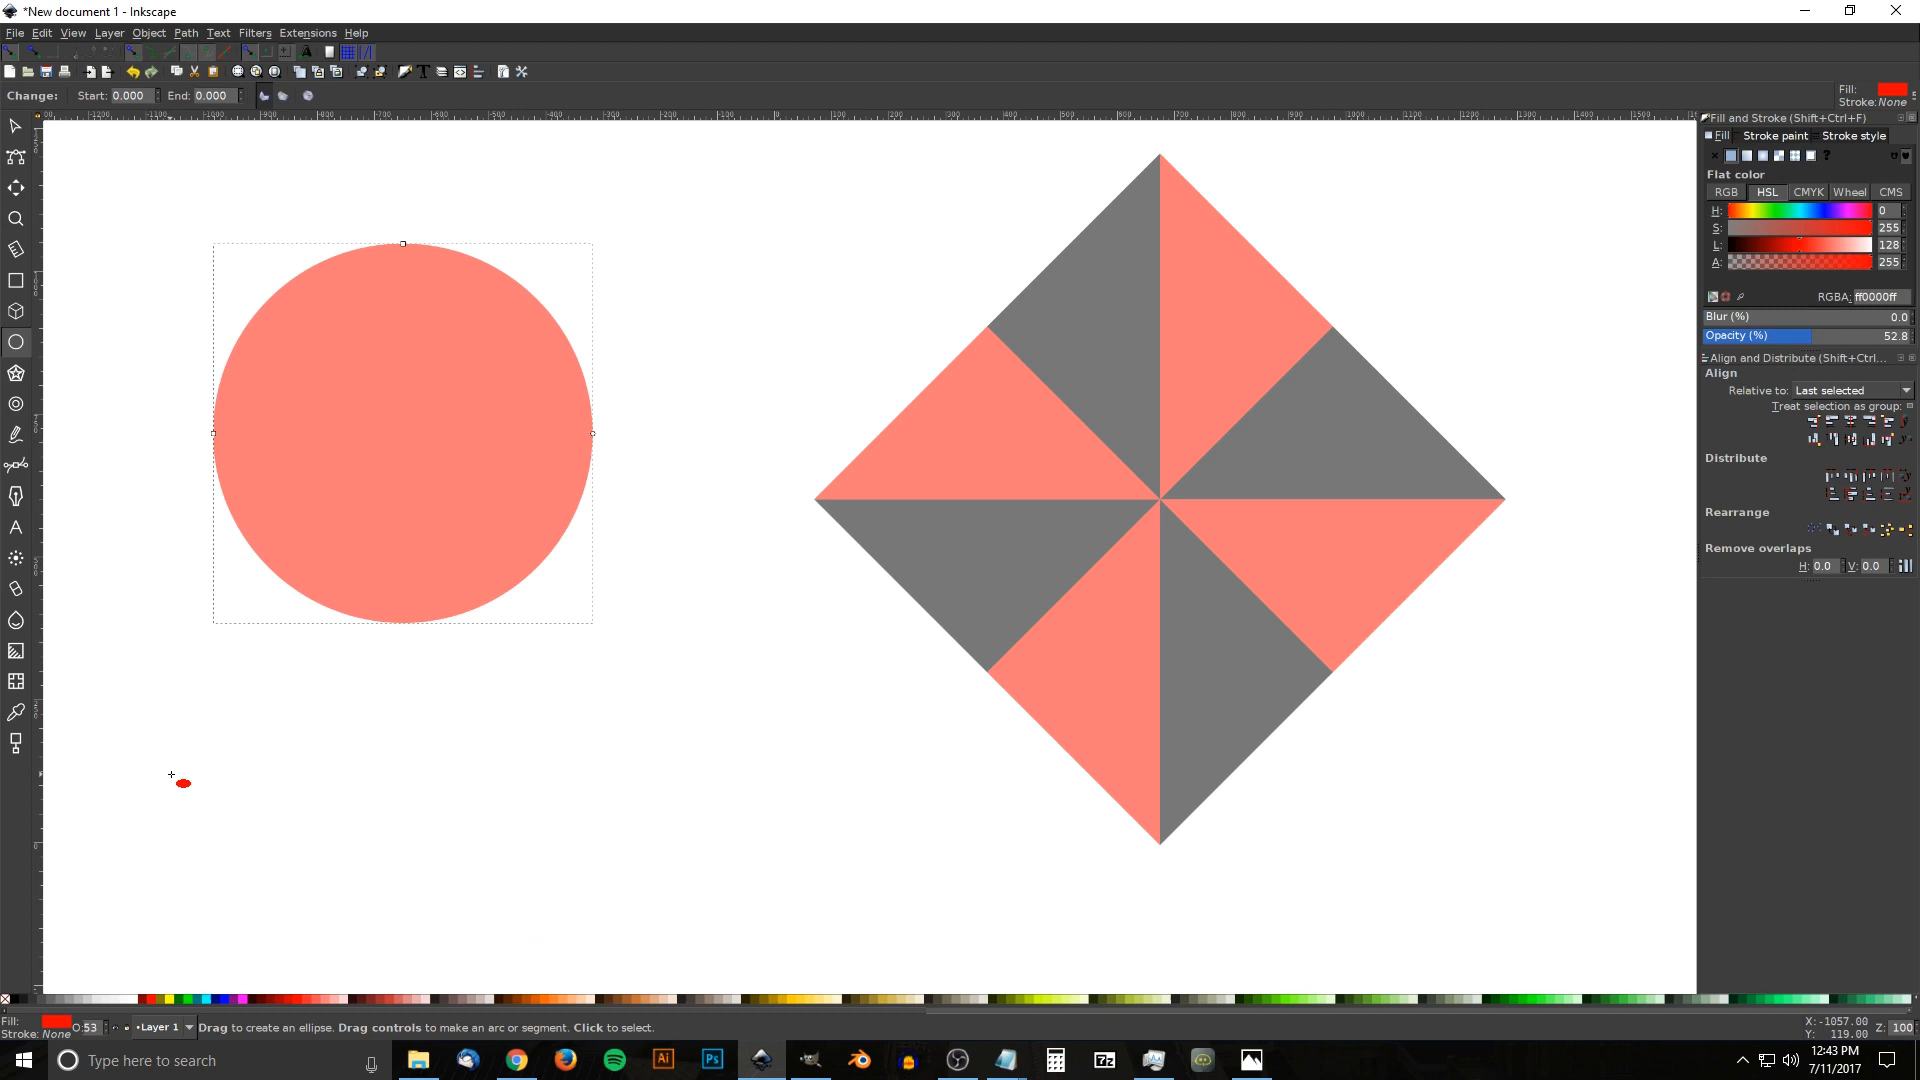 *New document 1 - Inkscape
File Edit View Layer Object Path Text Filters Extensions Help
Change: Start: 0.000 End: 0.000
Fill:
Stroke: None
Fill and Stroke (Shift+Ctrl+F)
Fill Stroke paint Stroke style
Flat color
RGB HSL CMYK Wheel CMS
H: 0
S: 255
L: 128
A: 255
RGBA: ff0000ff
Blur (%) 0.0
Opacity (%) 52.8
Align and Distribute (Shift+Ctrl...
Align
Relative to: Last selected
Treat selection as group:
Distribute
Rearrange
Remove overlaps
H: 0.0 V: 0.0
Fill:
Stroke: None
O: 53
•Layer 1
Drag to create an ellipse. Drag controls to make an arc or segment. Click to select.
X: -1057.00
Y: 119.00
Z: 100
Type here to search
Ai
Ps
7z
12:43 PM
7/11/2017